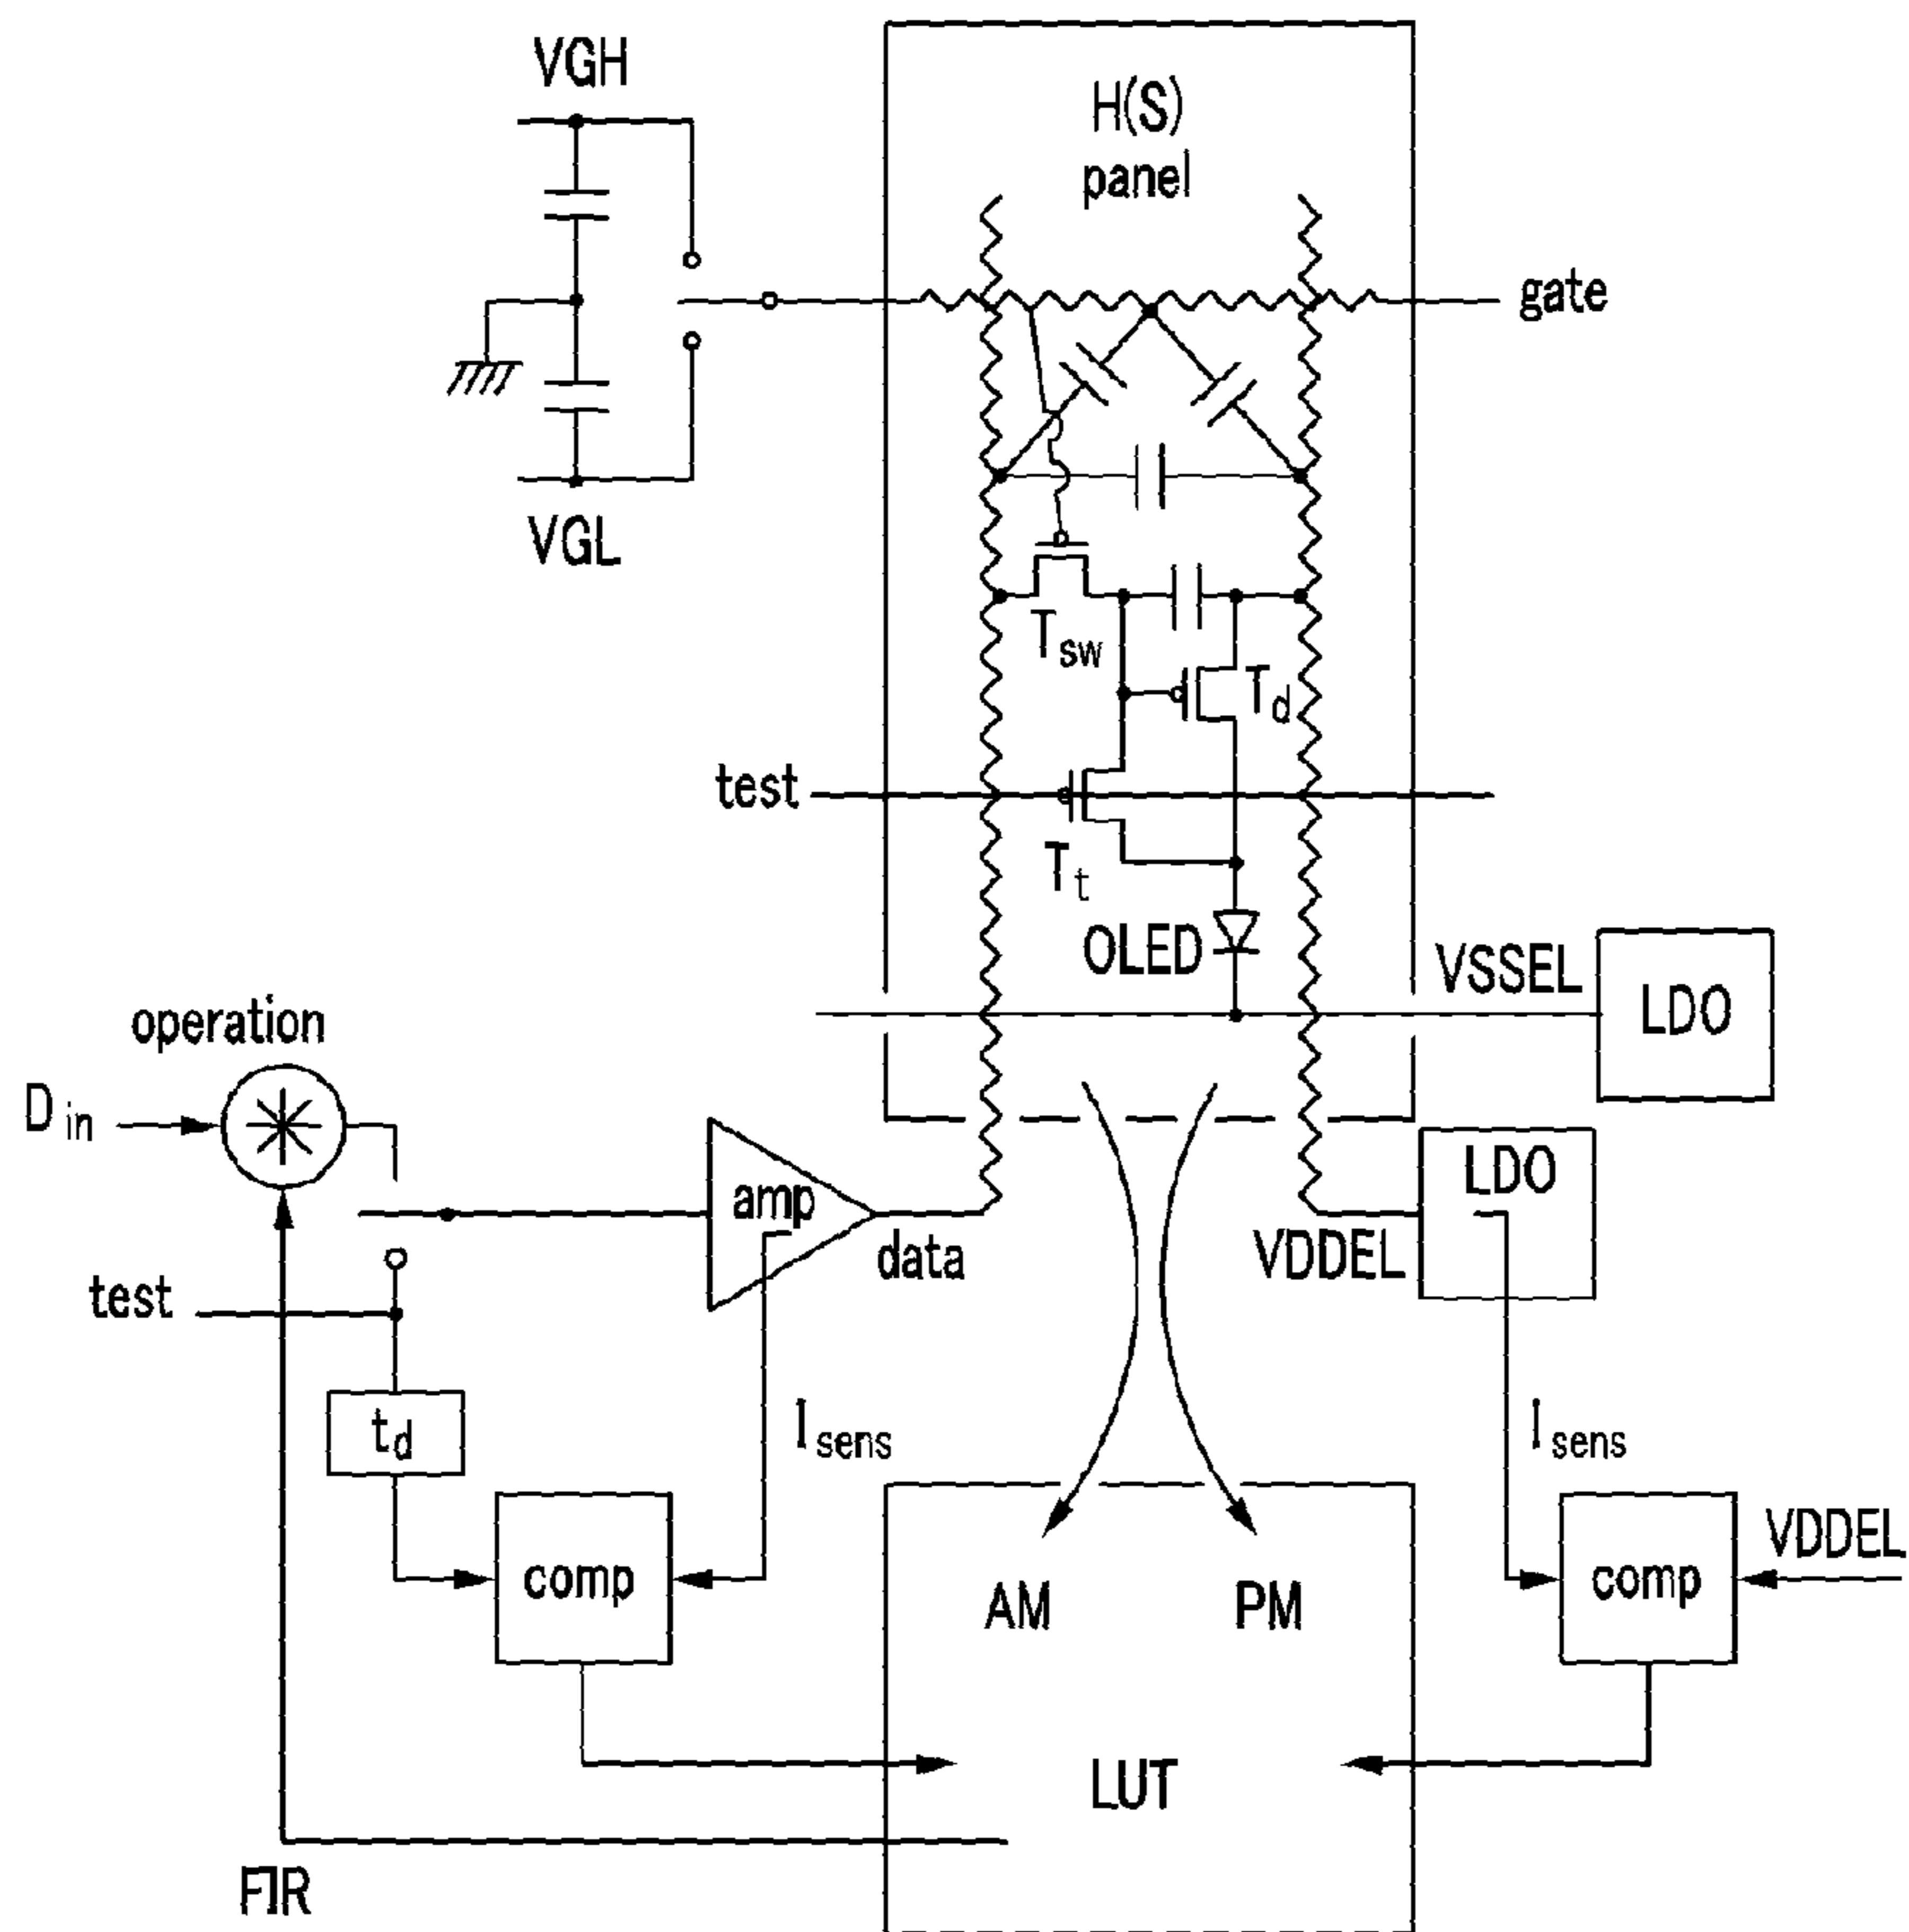 VGH
H(S)
panel
gate
VGL
Tsw
Td
test
Tt
OLED
VSSEL
LDO
operation
Din
LDO
amp
data
VDDEL
test
td
Isens
Isens
comp
AM
PM
comp
VDDEL
LUT
FIR